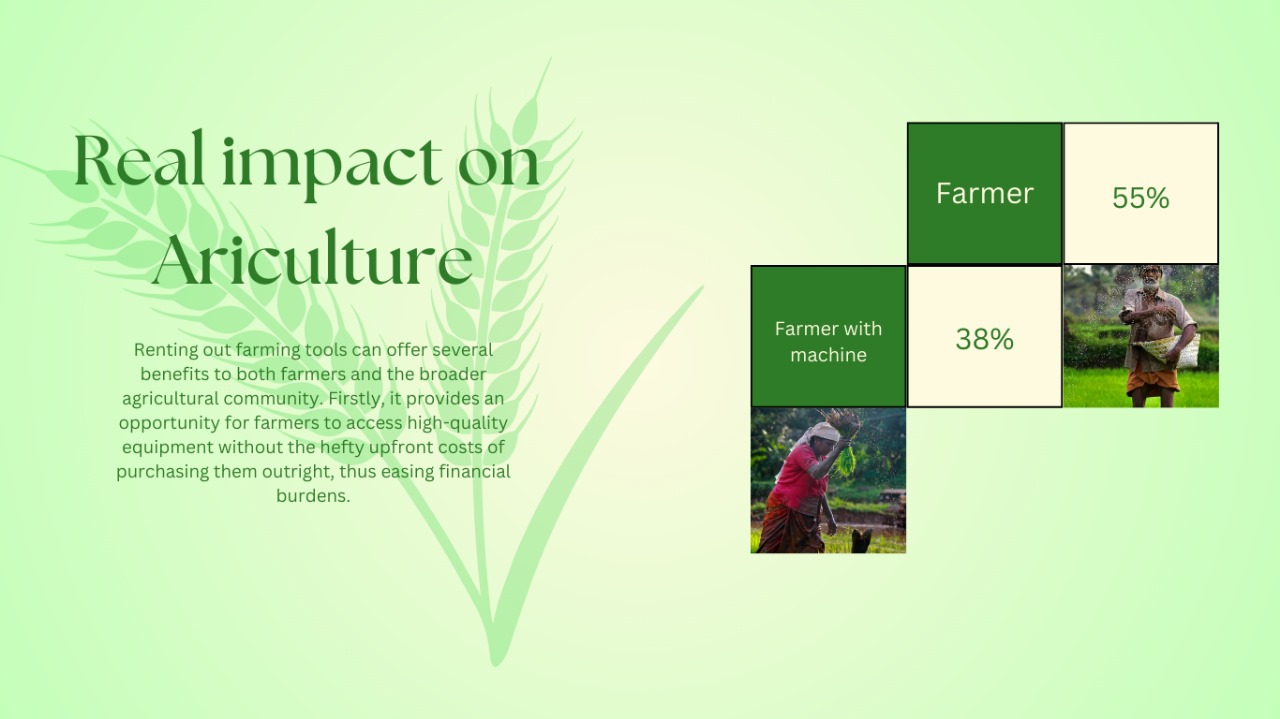 Real impact on
Ariculture
Renting out farming tools can offer several
benefits to both farmers and the broader
agricultural community. Firstly, it provides an
opportunity for farmers to access high-quality
equipment without the hefty upfront costs of
purchasing them outright, thus easing financial
burdens.
Farmer
55%
Farmer with
machine
38%